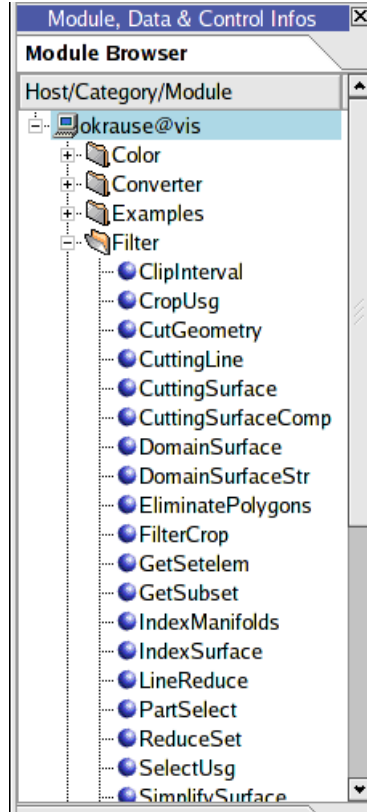 Module, Data & Control Infos
Module Browser
Host/Category/Module
okrause@vis
Color
Converter
Examples
Filter
ClipInterval
CropUsg
CutGeometry
CuttingLine
CuttingSurface
CuttingSurfaceComp
DomainSurface
DomainSurfaceStr
EliminatePolygons
FilterCrop
GetSetelem
GetSubset
IndexManifolds
IndexSurface
LineReduce
PartSelect
ReduceSet
SelectUsg
SimplifySurface